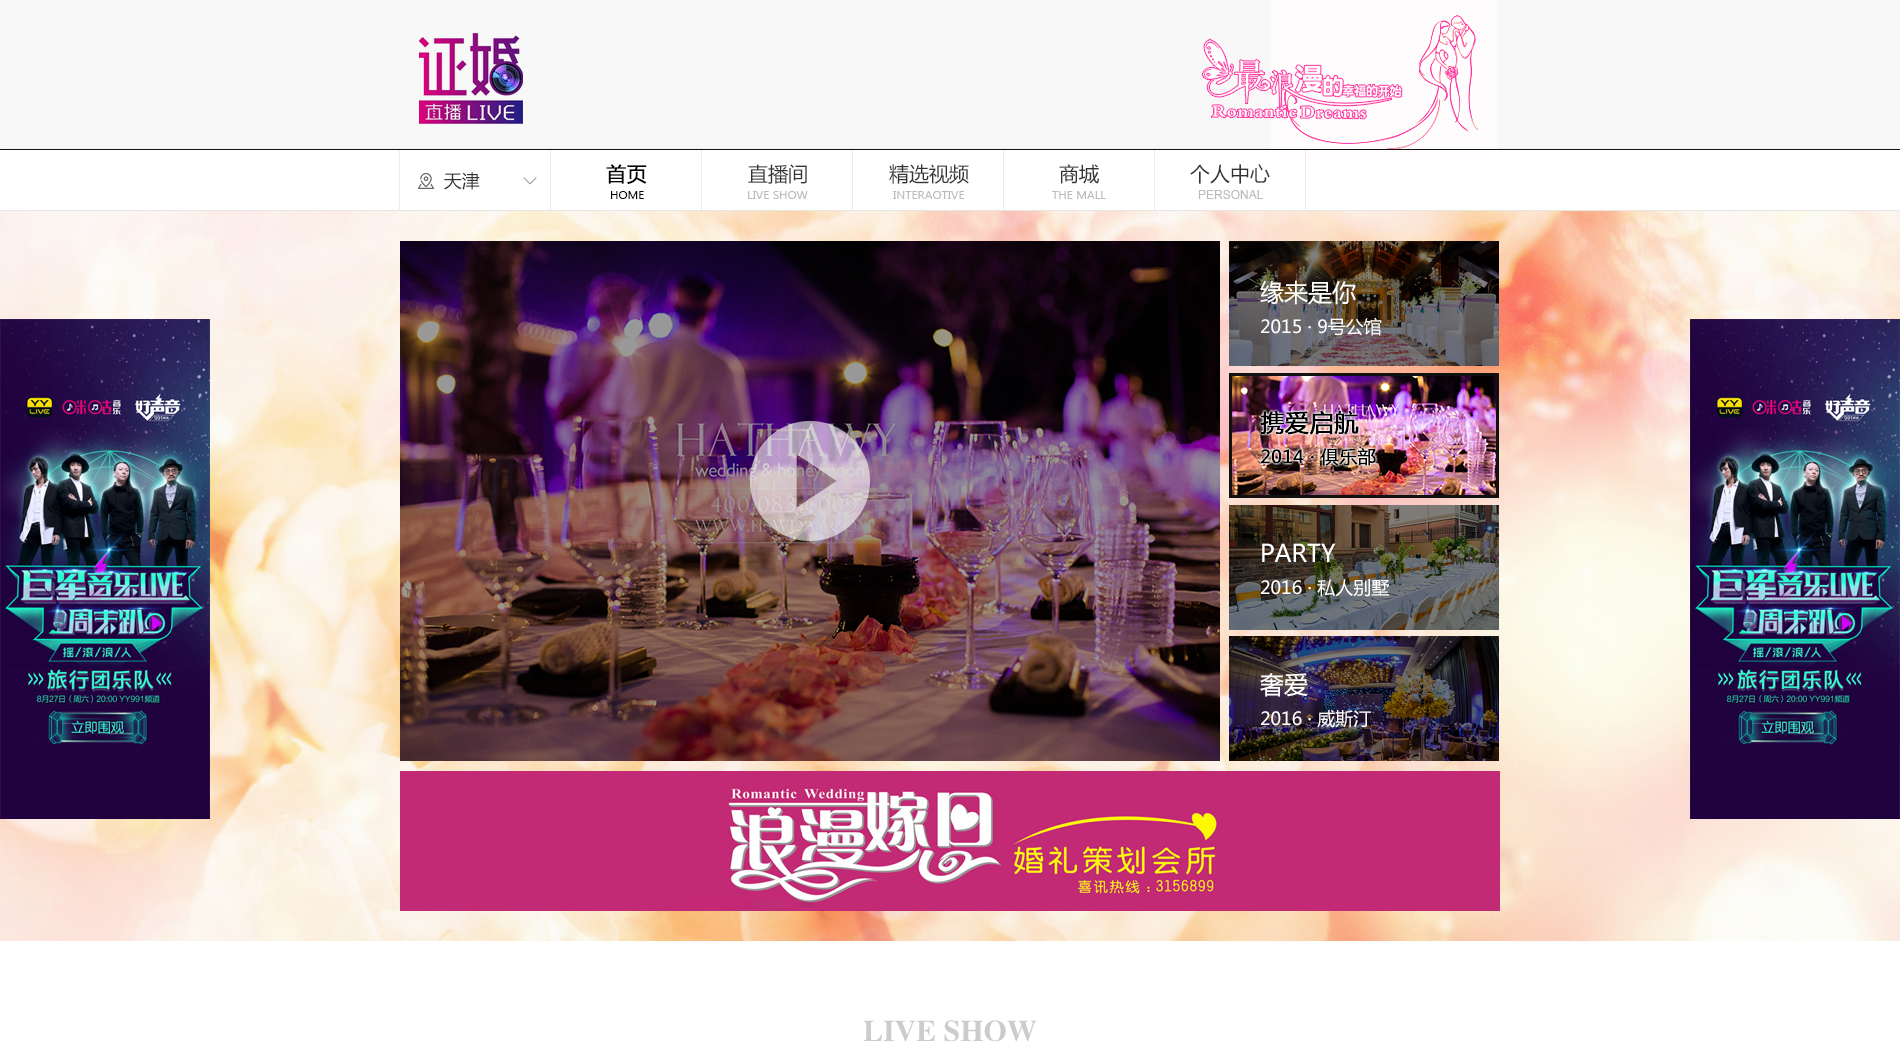 证婚
直播 LIVE
最浪漫的幸福的开始
Romantic Dreams
天津
首页
HOME
直播间
LIVE SHOW
精选视频
INTERAOTIVE
商城
THE MALL
个人中心
PERSONAL
HATHAWY
wedding & honeymoon
缘来是你
2015 · 9号公馆
携爱启航
2014 · 俱乐部
PARTY
2016 · 私人别墅
奢爱
2016 · 威斯汀
YY LIVE 咪咕音乐 好声音
巨星音乐LIVE
周末趴
摇/滚/浪/人
旅行团乐队
8月27日（周六）20:00 YY991频道
立即围观
YY LIVE 咪咕音乐 好声音
巨星音乐LIVE
周末趴
摇/滚/浪/人
旅行团乐队
8月27日（周六）20:00 YY991频道
立即围观
Romantic Wedding
浪漫嫁日
婚礼策划会所
喜讯热线：3156899
LIVE SHOW